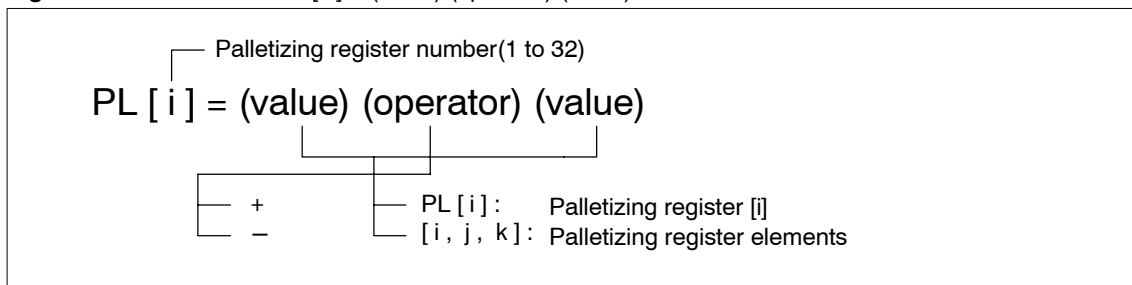 Palletizing register number(1 to 32)
PL [ i ] = (value) (operator) (value)
+ PL [ i ] : Palletizing register [i]
– [ i , j , k ] : Palletizing register elements